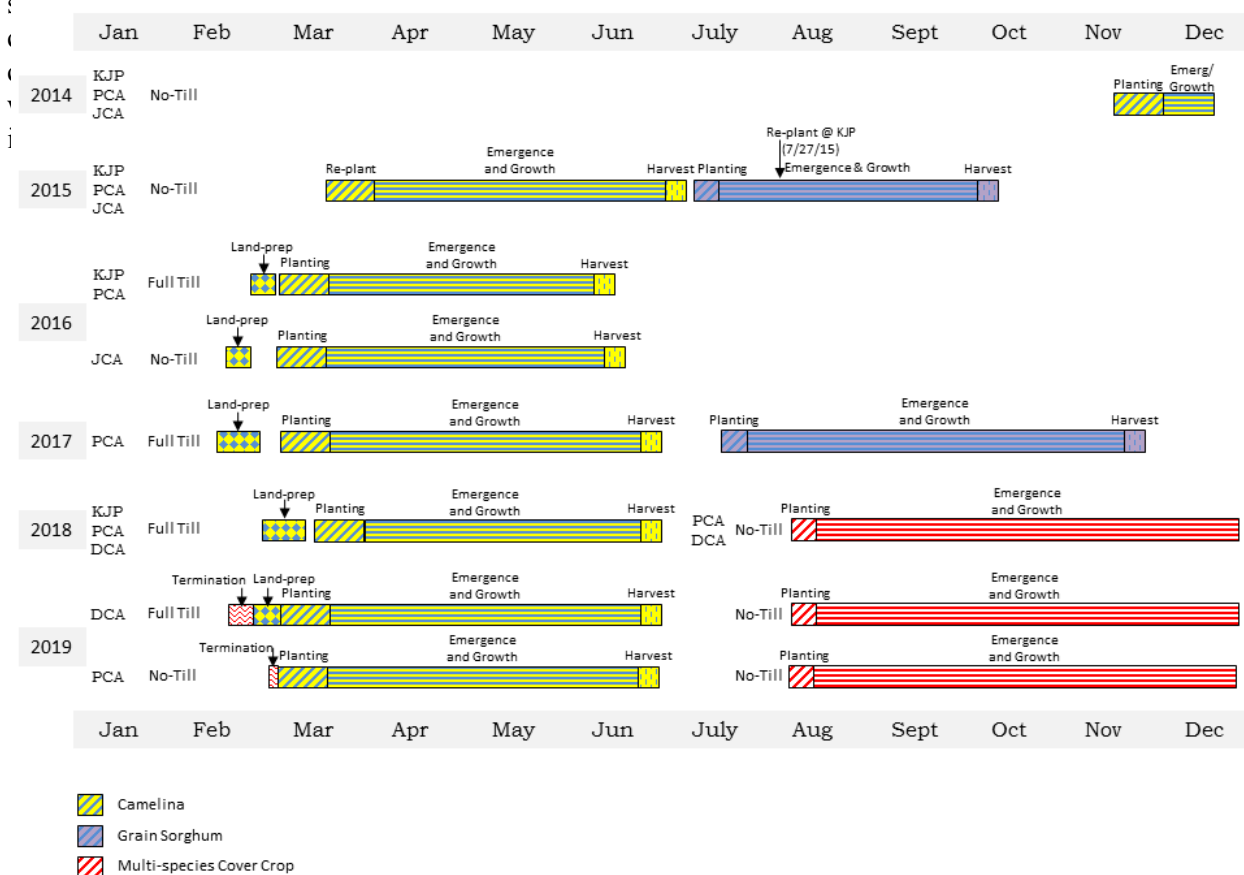 Jan Feb Mar Apr May Jun July Aug Sept Oct Nov Dec
KJP
2014 PCA No-Till
JCA
Planting Emerg/
Growth
Re-plant @ KJP
(7/27/15)
KJP
2015 PCA No-Till
JCA
Re-plant Emergence
and Growth Harvest Planting Emergence & Growth Harvest
Land-prep
KJP
PCA Full Till
Planting Emergence
and Growth Harvest
2016
Land-prep
JCA No-Till
Planting Emergence
and Growth Harvest
Land-prep
2017 PCA Full Till
Planting Emergence
and Growth Harvest
Planting Emergence
and Growth Harvest
Land-prep
KJP
2018 PCA Full Till
DCA
Planting Emergence
and Growth Harvest
PCA
DCA No-Till
Planting Emergence
and Growth
Termination Land-prep
DCA Full Till
Planting Emergence
and Growth Harvest
No-Till
Planting Emergence
and Growth
2019
Termination
PCA No-Till
Planting Emergence
and Growth Harvest
No-Till
Planting Emergence
and Growth
Jan Feb Mar Apr May Jun July Aug Sept Oct Nov Dec
Camelina
Grain Sorghum
Multi-species Cover Crop